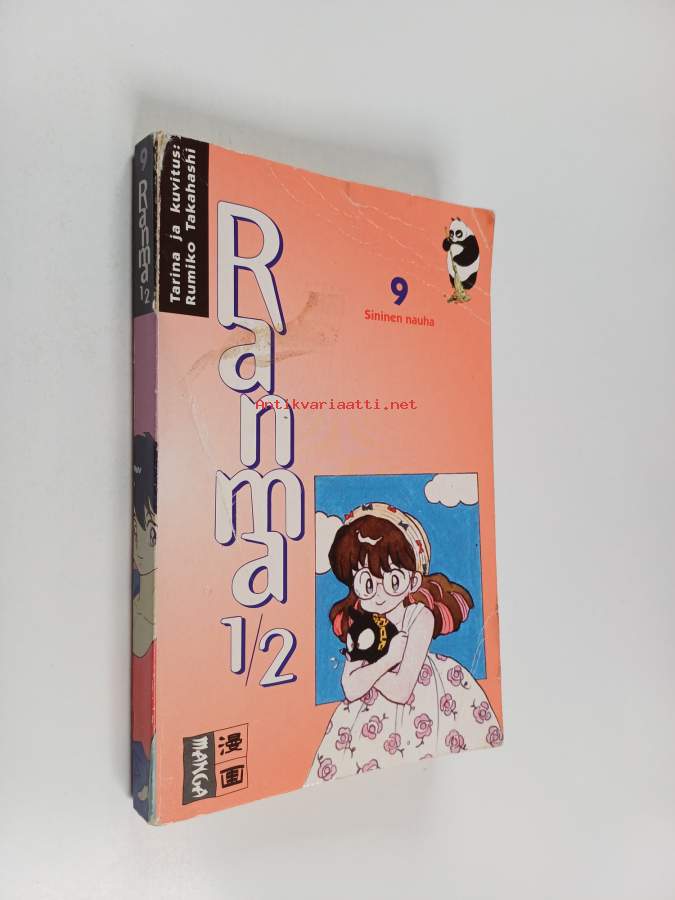 9
Ranma
1/2
Tarina ja kuvitus:
Rumiko Takahashi
Ranma
1/2
9
Sininen nauha
Antikvariaatti.net
漫
画
MANGA